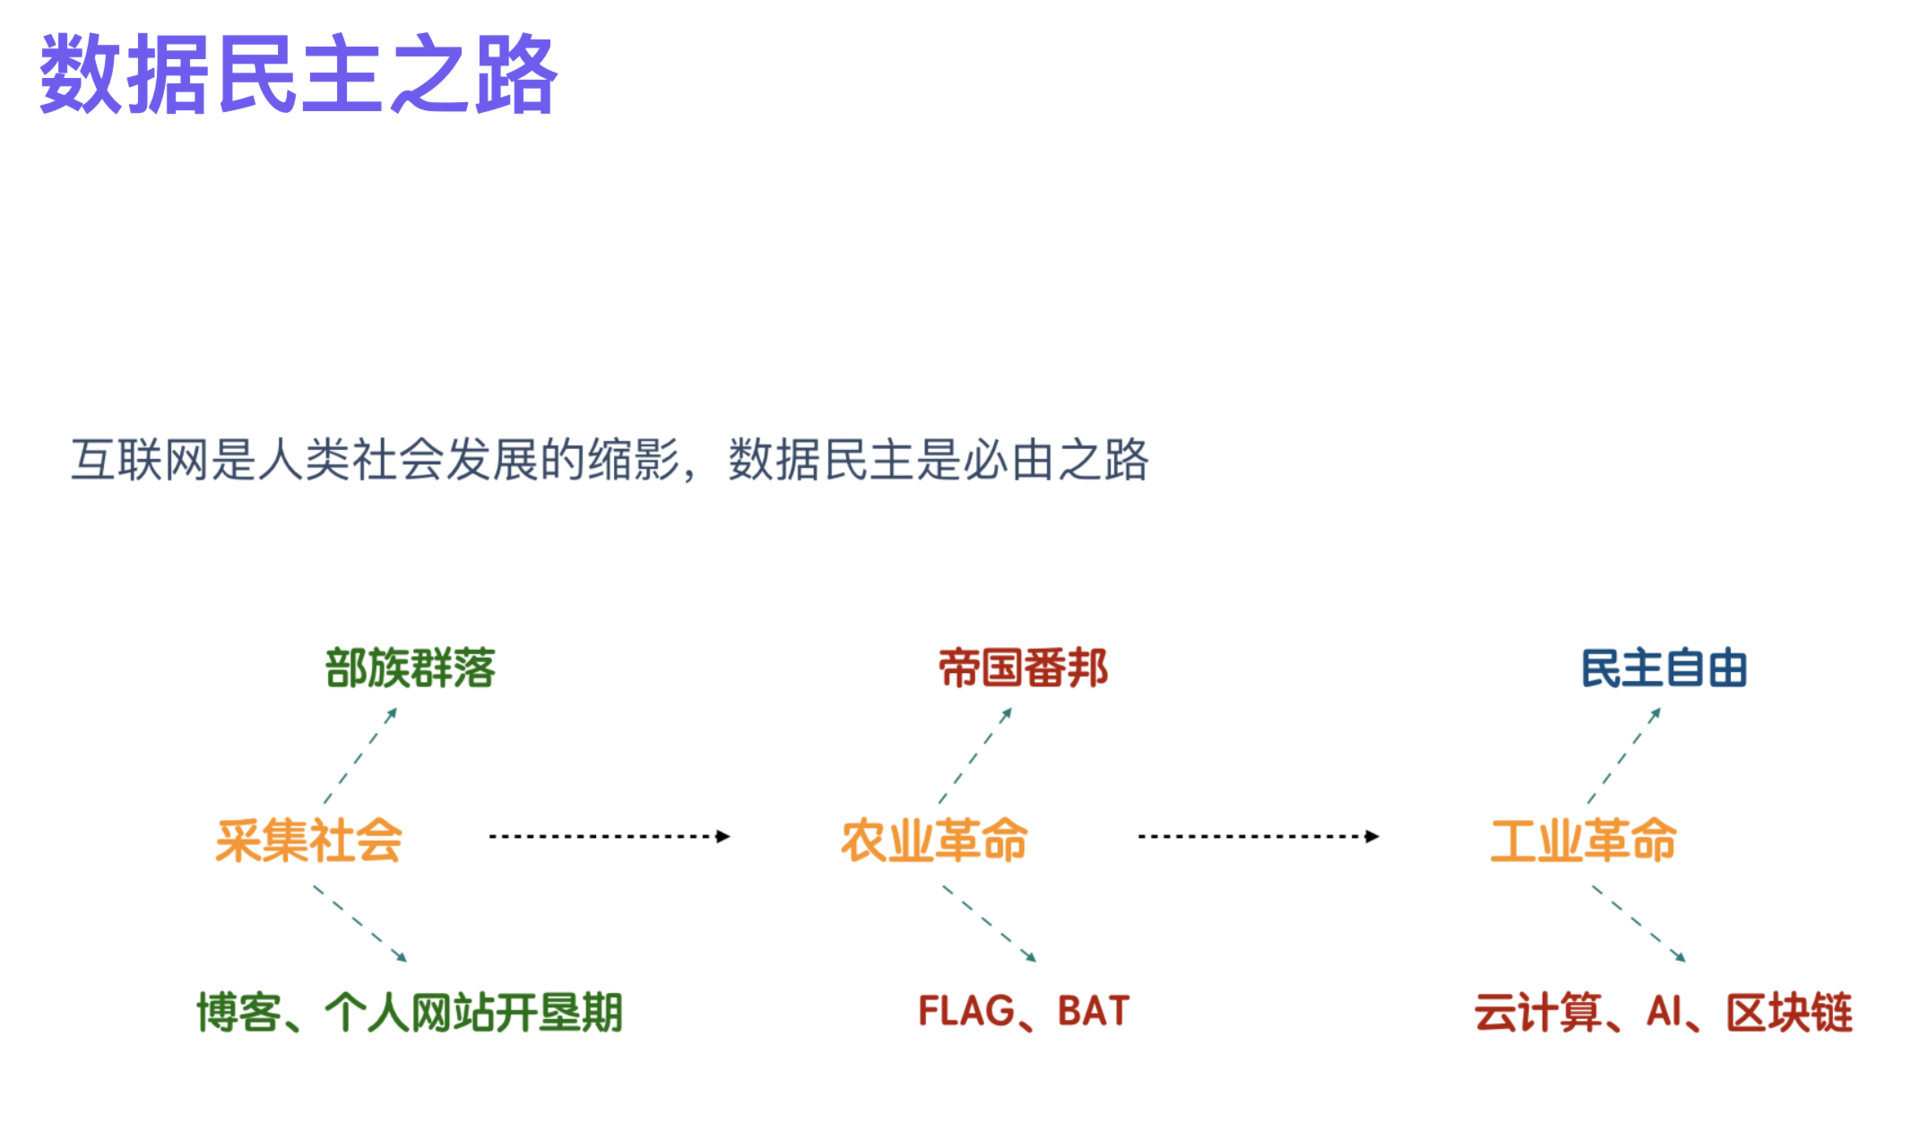 数据民主之路
互联网是人类社会发展的缩影，数据民主是必由之路
部族群落
帝国番邦
民主自由
采集社会
农业革命
工业革命
博客、个人网站开垦期
FLAG、BAT
云计算、AI、区块链